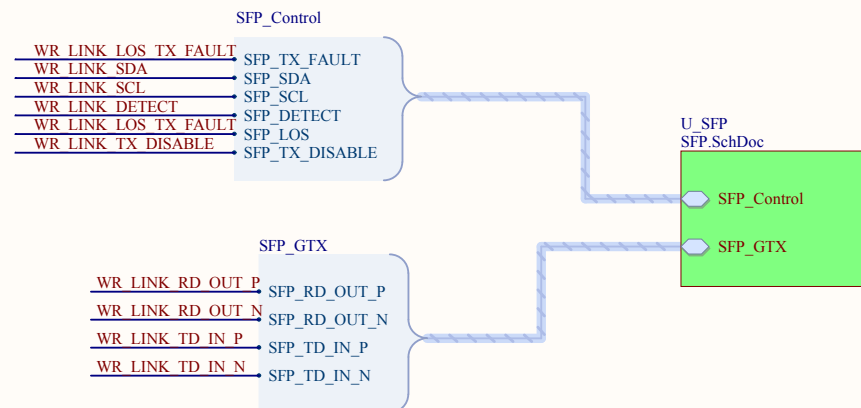 SFP_Control
WR_LINK_LOS_TX_FAULT SFP_TX_FAULT
WR_LINK_SDA SFP_SDA
WR_LINK_SCL SFP_SCL
WR_LINK_DETECT SFP_DETECT
WR_LINK_LOS_TX_FAULT SFP_LOS
WR_LINK_TX_DISABLE SFP_TX_DISABLE
U_SFP
SFP.SchDoc
SFP_Control
SFP_GTX
SFP_GTX
WR_LINK_RD_OUT_P SFP_RD_OUT_P
WR_LINK_RD_OUT_N SFP_RD_OUT_N
WR_LINK_TD_IN_P SFP_TD_IN_P
WR_LINK_TD_IN_N SFP_TD_IN_N